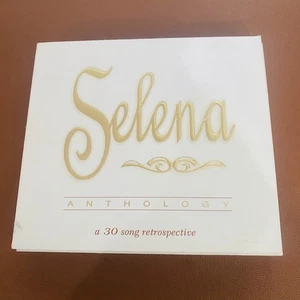 Selena
ANTHOLOGY
a 30 song retrospective